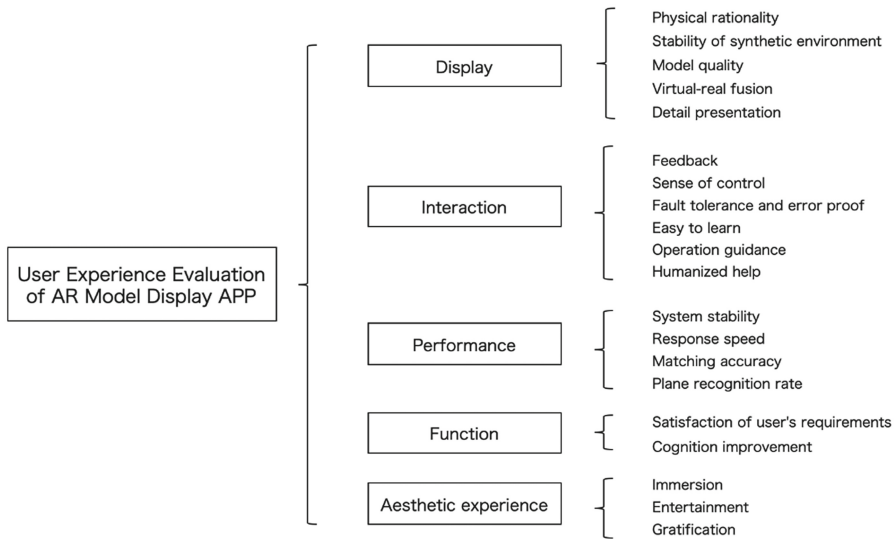 User Experience Evaluation
of AR Model Display APP
Display
Physical rationality
Stability of synthetic environment
Model quality
Virtual-real fusion
Detail presentation
Interaction
Feedback
Sense of control
Fault tolerance and error proof
Easy to learn
Operation guidance
Humanized help
Performance
System stability
Response speed
Matching accuracy
Plane recognition rate
Function
Satisfaction of user's requirements
Cognition improvement
Aesthetic experience
Immersion
Entertainment
Gratification